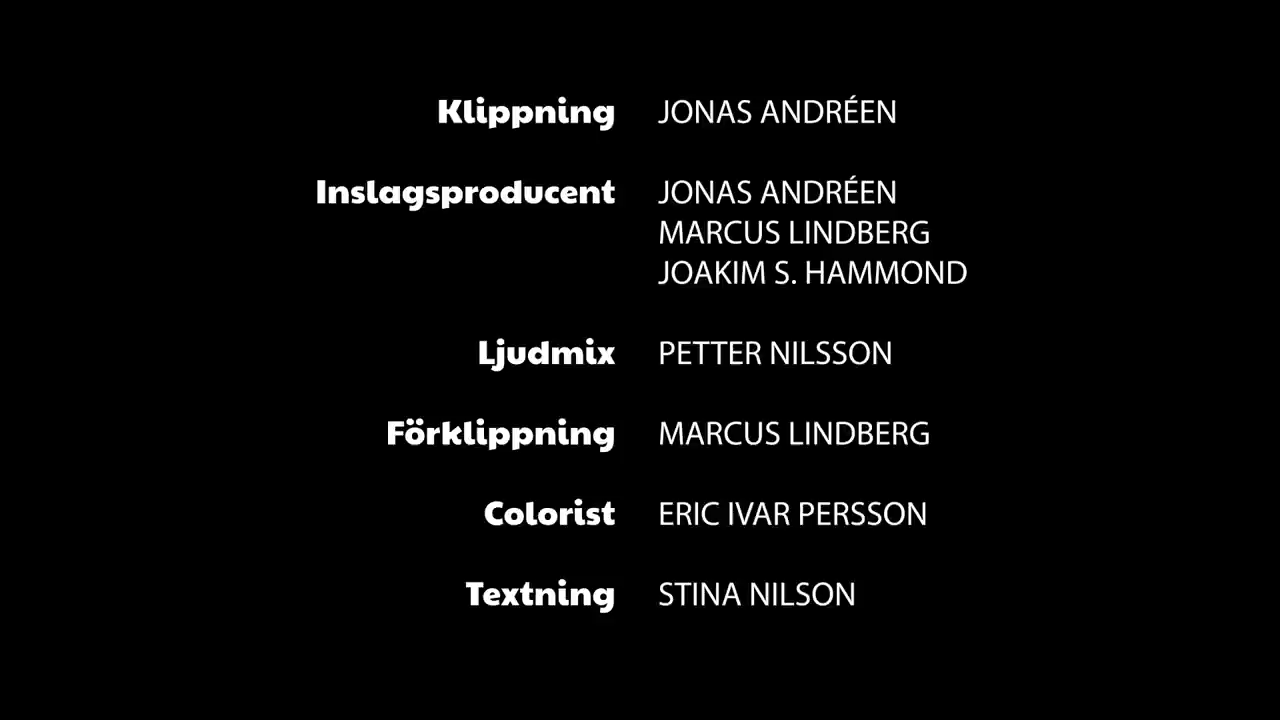 Klippning JONAS ANDRÉEN
Inslagsproducent JONAS ANDRÉEN
MARCUS LINDBERG
JOAKIM S. HAMMOND
Ljudmix PETTER NILSSON
Förklippning MARCUS LINDBERG
Colorist ERIC IVAR PERSSON
Textning STINA NILSON